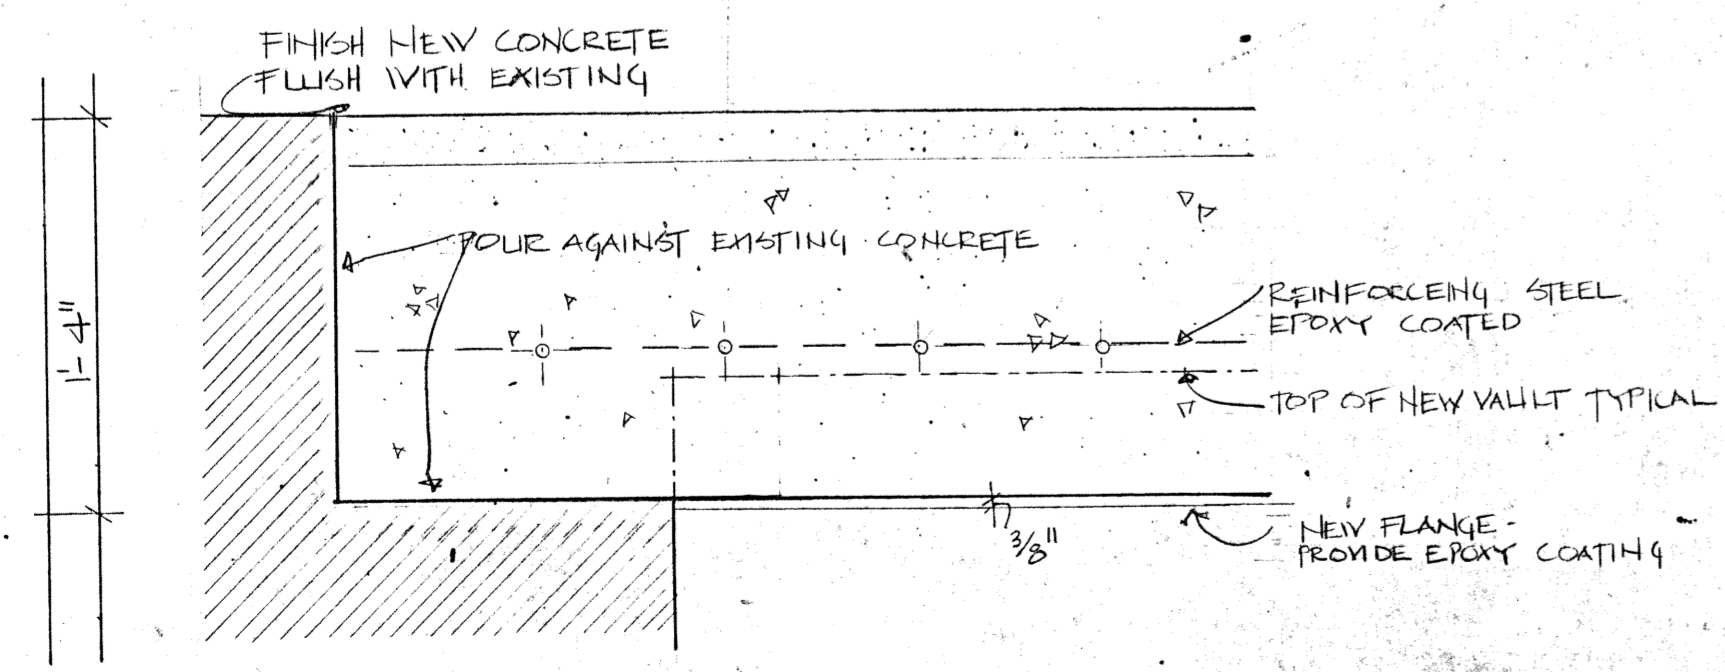 FINISH NEW CONCRETE
FLUSH WITH EXISTING
1'-4"
POUR AGAINST EXISTING CONCRETE
REINFORCEING STEEL
EPOXY COATED
TOP OF NEW VAULT TYPICAL
3/8"
NEW FLANGE -
PROVIDE EPOXY COATING